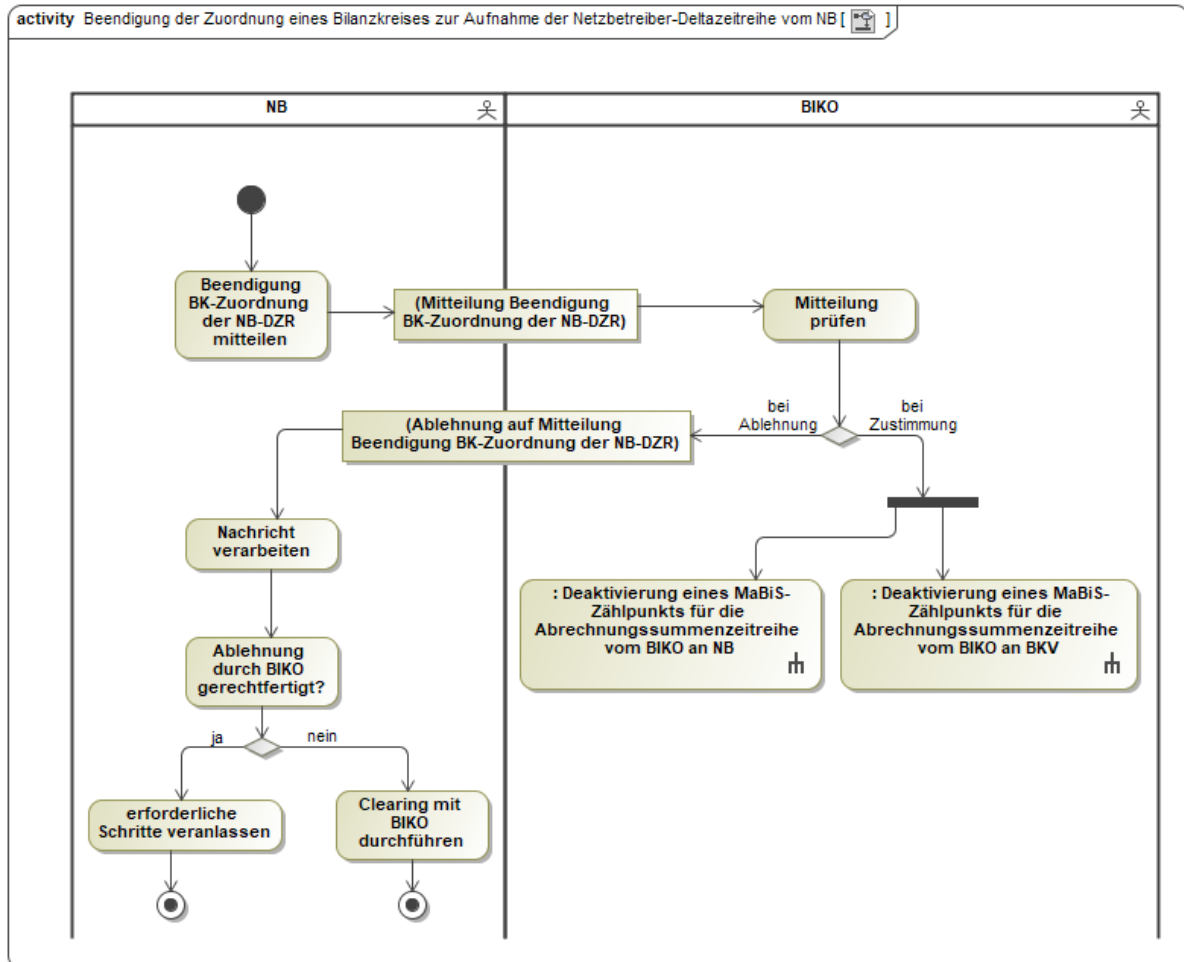 activity Beendigung der Zuordnung eines Bilanzkreises zur Aufnahme der Netzbetreiber-Deltazeitreihe vom NB [ ]
NB
BIKO
Beendigung
BK-Zuordnung
der NB-DZR
mitteilen
(Mitteilung Beendigung
BK-Zuordnung der NB-DZR)
Mitteilung
prüfen
bei
Ablehnung
bei
Zustimmung
(Ablehnung auf Mitteilung
Beendigung BK-Zuordnung der NB-DZR)
Nachricht
verarbeiten
: Deaktivierung eines MaBiS-
Zählpunkts für die
Abrechnungssummenzeitreihe
vom BIKO an NB
: Deaktivierung eines MaBiS-
Zählpunkts für die
Abrechnungssummenzeitreihe
vom BIKO an BKV
Ablehnung
durch BIKO
gerechtfertigt?
ja
nein
erforderliche
Schritte veranlassen
Clearing mit
BIKO
durchführen